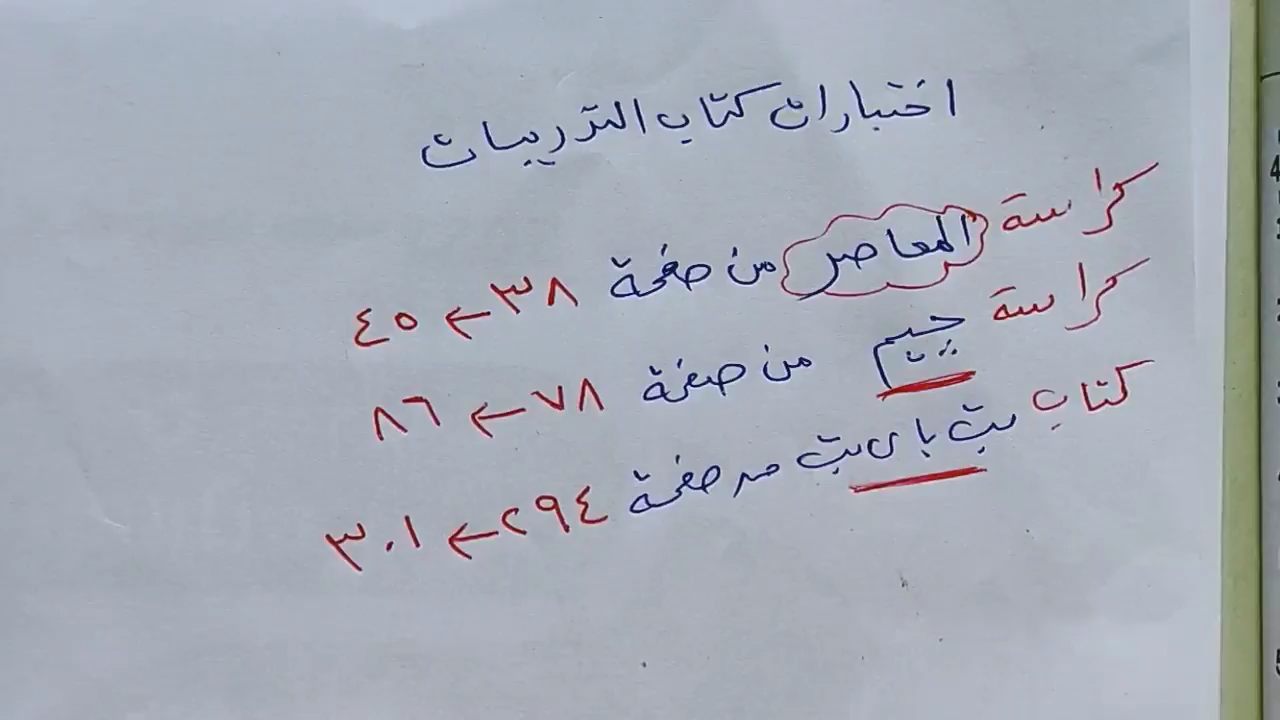 اختبارات كتاب التدريبات
كراسة المعاصر من صفحة ٣٨ ← ٤٥
كراسة جيم من صفحة ٧٨ ← ٨٦
كتاب بت باى بت من صفحة ٢٩٤ ← ٣٠١